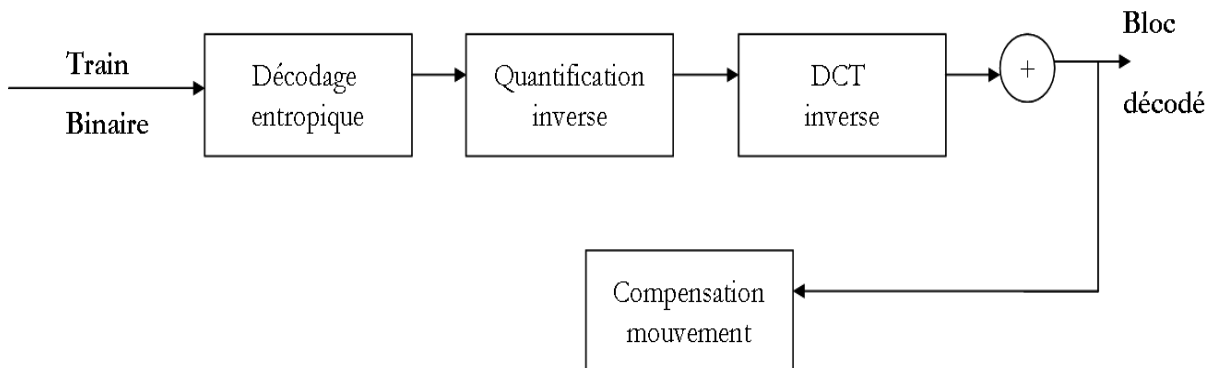 Train
Binaire
Décodage
entropique
Quantification
inverse
DCT
inverse
+
Bloc
décodé
Compensation
mouvement